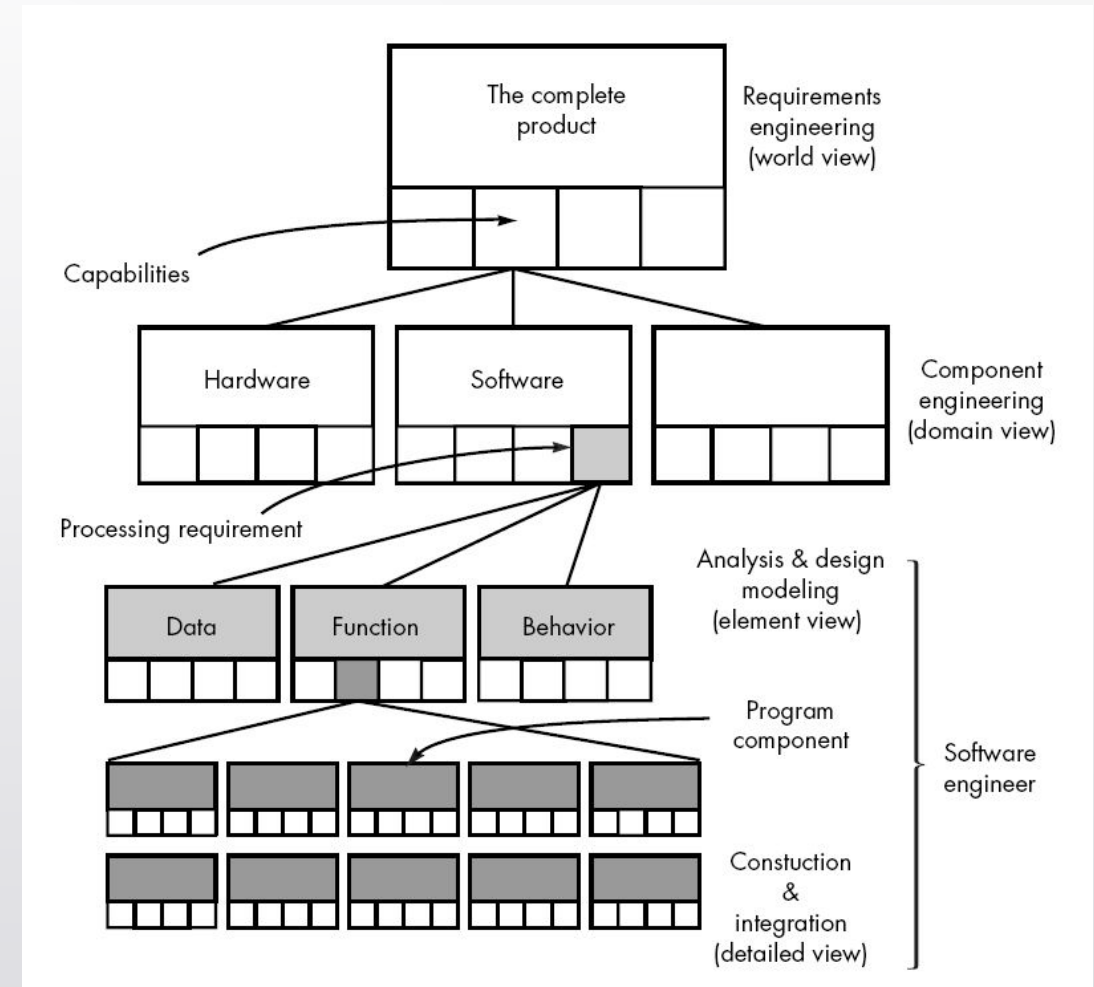 The complete
product
Requirements
engineering
(world view)
Capabilities
Hardware
Software
Component
engineering
(domain view)
Processing requirement
Analysis & design
modeling
(element view)
Data
Function
Behavior
Program
component
Software
engineer
Constuction
&
integration
(detailed view)